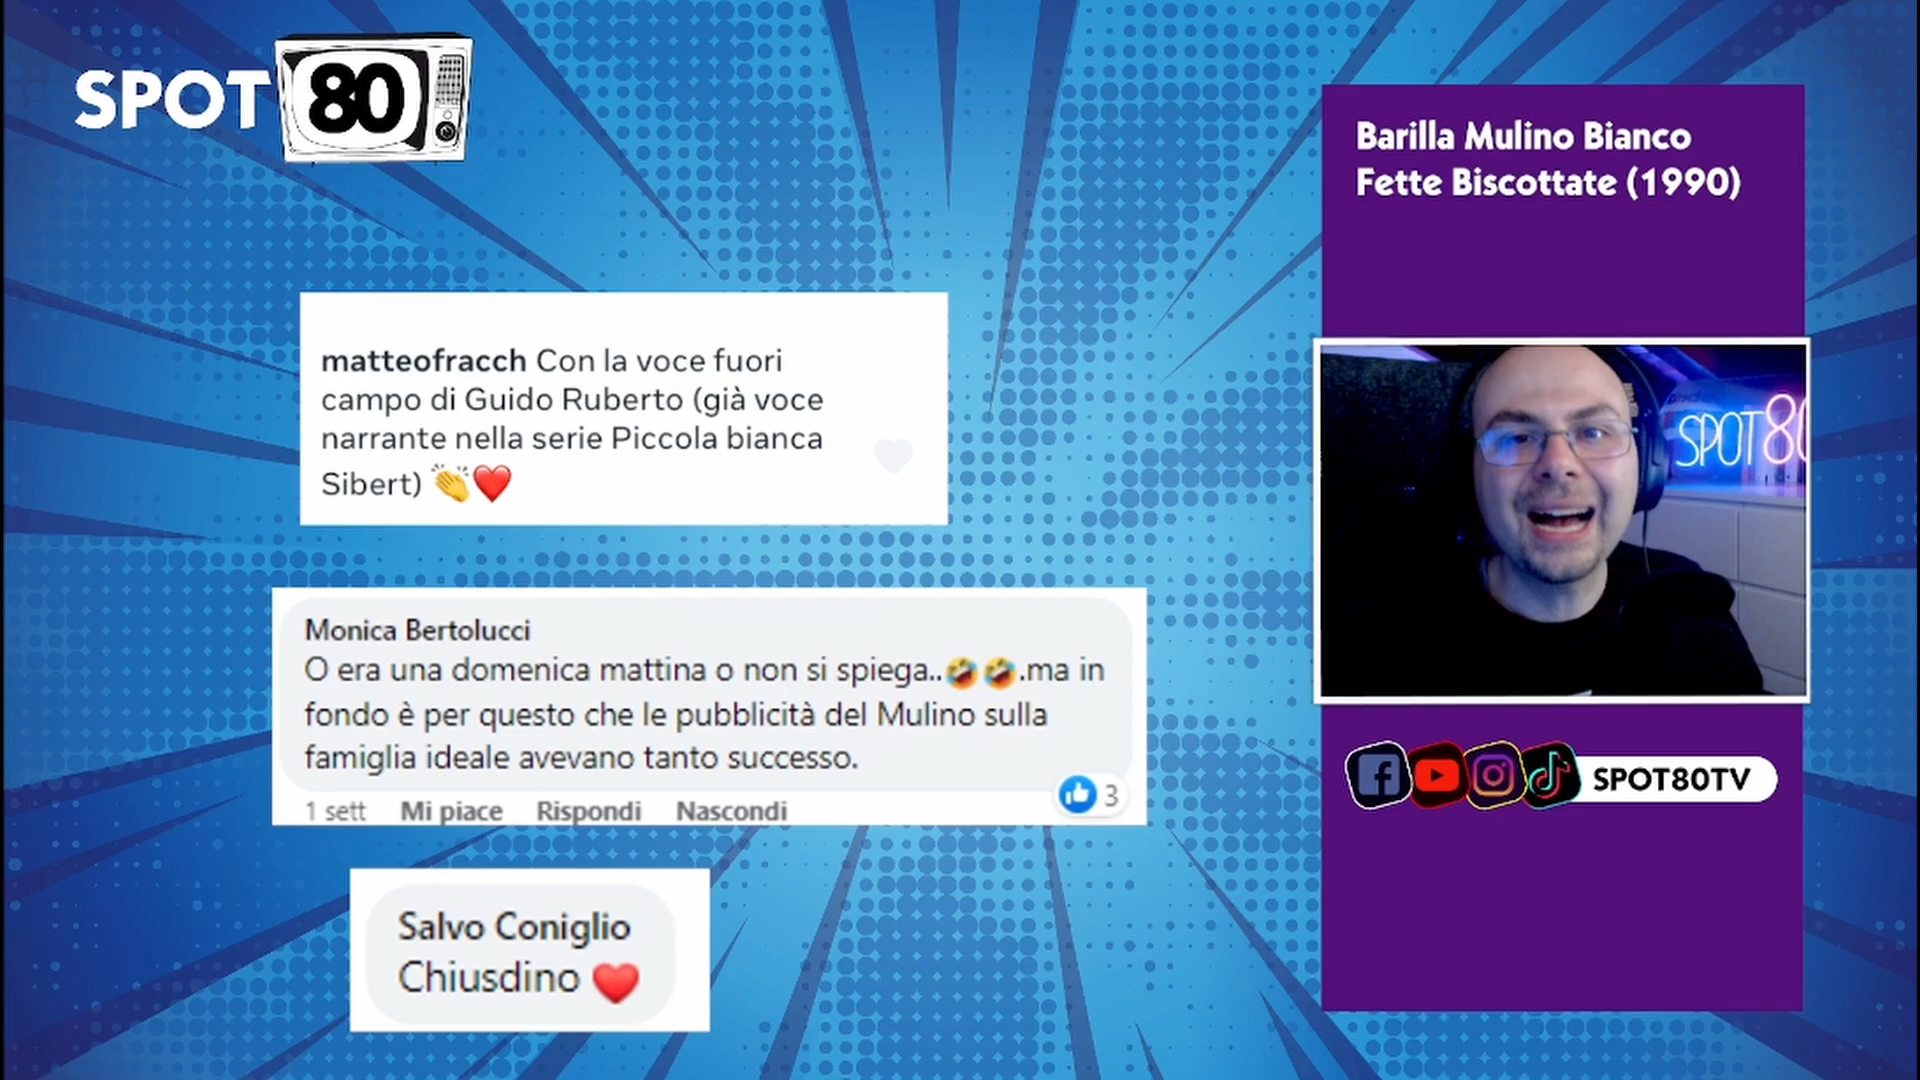 SPOT 80
Barilla Mulino Bianco
Fette Biscottate (1990)
matteofracch Con la voce fuori
campo di Guido Ruberto (già voce
narrante nella serie Piccola bianca
Sibert) 👏❤️
SPOT80
Monica Bertolucci
O era una domenica mattina o non si spiega..🤣🤣.ma in
fondo è per questo che le pubblicità del Mulino sulla
famiglia ideale avevano tanto successo.
3
1 sett Mi piace Rispondi Nascondi
SPOT80TV
Salvo Coniglio
Chiusdino ❤️